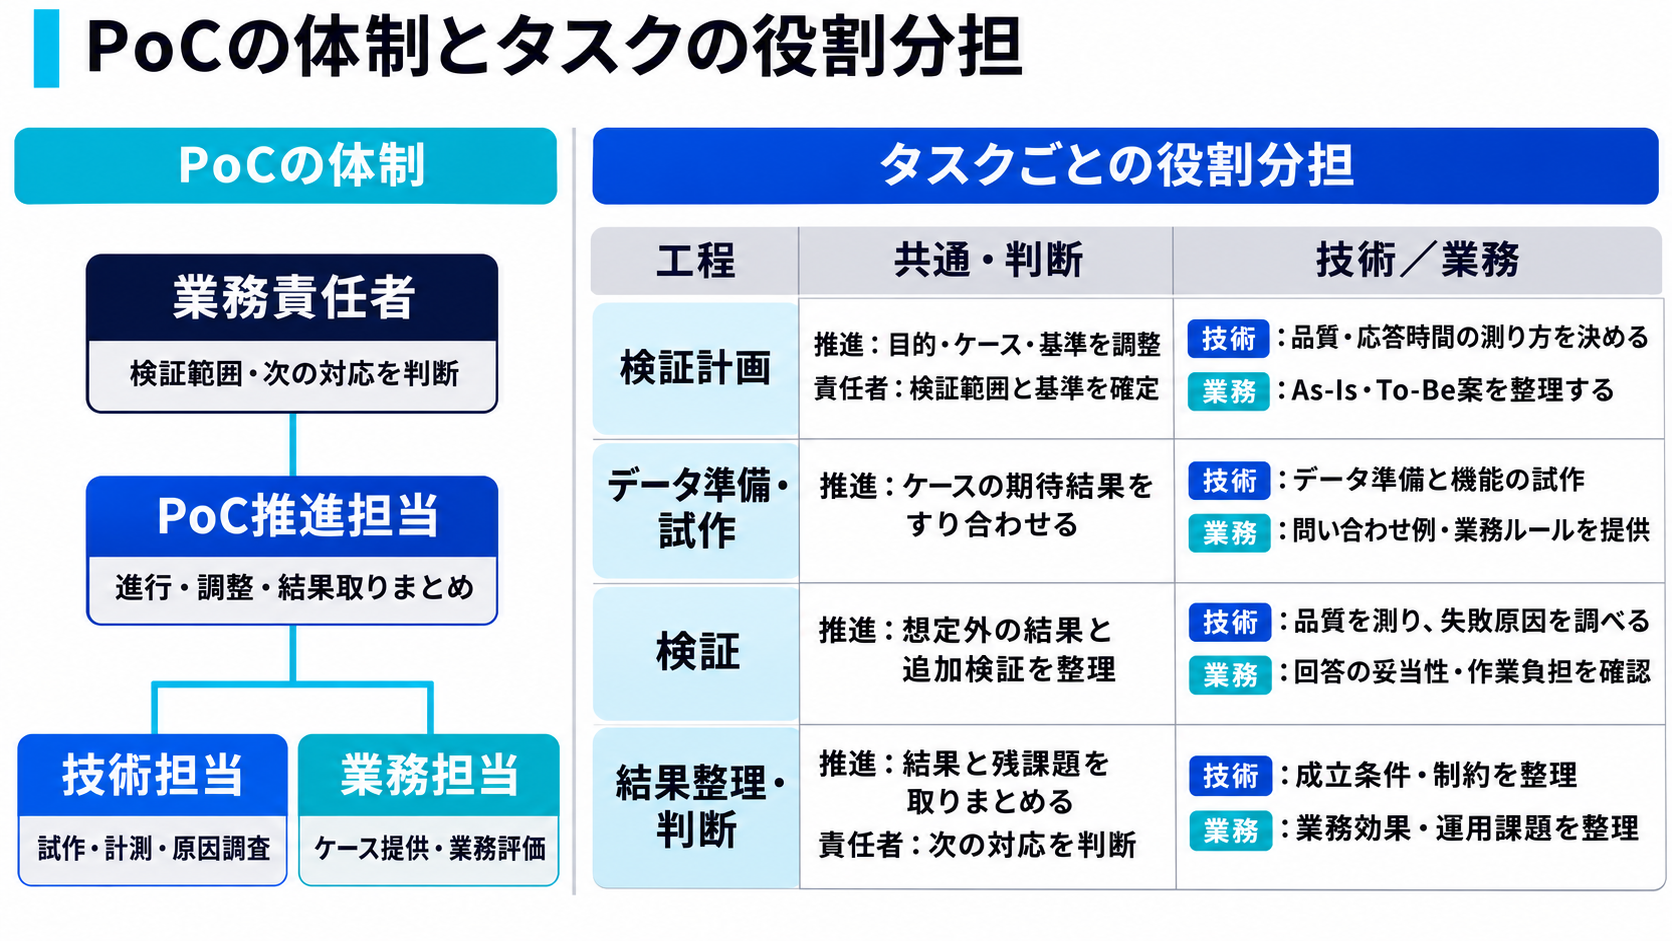 PoCの体制とタスクの役割分担
PoCの体制
業務責任者
検証範囲・次の対応を判断
PoC推進担当
進行・調整・結果取りまとめ
技術担当
試作・計測・原因調査
業務担当
ケース提供・業務評価
タスクごとの役割分担
工程
共通・判断
技術／業務
検証計画
推進：目的・ケース・基準を調整
責任者：検証範囲と基準を確定
技術：品質・応答時間の測り方を決める
業務：As-Is・To-Be案を整理する
データ準備・
試作
推進：ケースの期待結果を
すり合わせる
技術：データ準備と機能の試作
業務：問い合わせ例・業務ルールを提供
検証
推進：想定外の結果と
追加検証を整理
技術：品質を測り、失敗原因を調べる
業務：回答の妥当性・作業負担を確認
結果整理・
判断
推進：結果と残課題を
取りまとめる
責任者：次の対応を判断
技術：成立条件・制約を整理
業務：業務効果・運用課題を整理